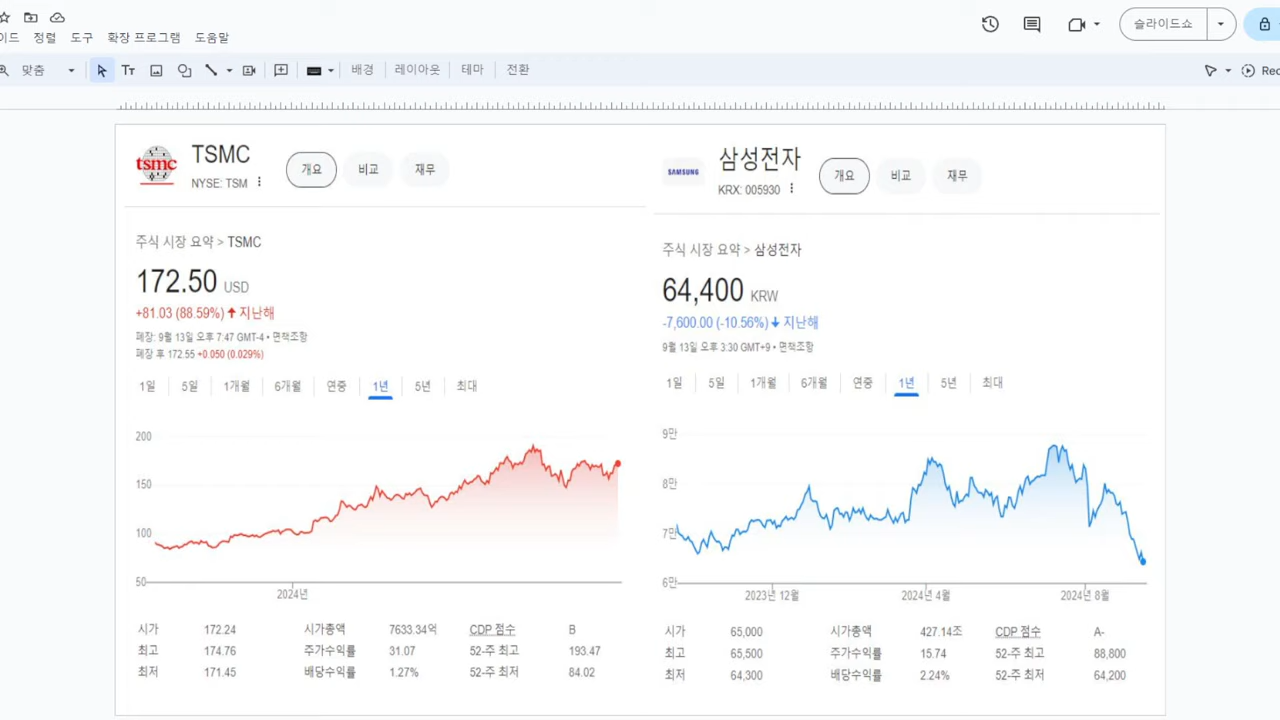 이드 정렬 도구 확장 프로그램 도움말
슬라이드쇼
맞춤
배경 레이아웃 테마 전환
Rec
tsmc
TSMC
NYSE: TSM
개요 비교 재무
주식 시장 요약 > TSMC
172.50 USD
+81.03 (88.59%) 지난해
폐장: 9월 13일 오후 7:47 GMT-4 • 면책조항
폐장 후 172.55 +0.050 (0.029%)
1일 5일 1개월 6개월 연중 1년 5년 최대
200
150
100
50
2024년
시가 172.24 시가총액 7633.34억 CDP 점수 B
최고 174.76 주가수익률 31.07 52-주 최고 193.47
최저 171.45 배당수익률 1.27% 52-주 최저 84.02
SAMSUNG
삼성전자
KRX: 005930
개요 비교 재무
주식 시장 요약 > 삼성전자
64,400 KRW
-7,600.00 (-10.56%) 지난해
9월 13일 오후 3:30 GMT+9 • 면책조항
1일 5일 1개월 6개월 연중 1년 5년 최대
9만
8만
7만
6만
2023년 12월 2024년 4월 2024년 8월
시가 65,000 시가총액 427.14조 CDP 점수 A-
최고 65,500 주가수익률 15.74 52-주 최고 88,800
최저 64,300 배당수익률 2.24% 52-주 최저 64,200